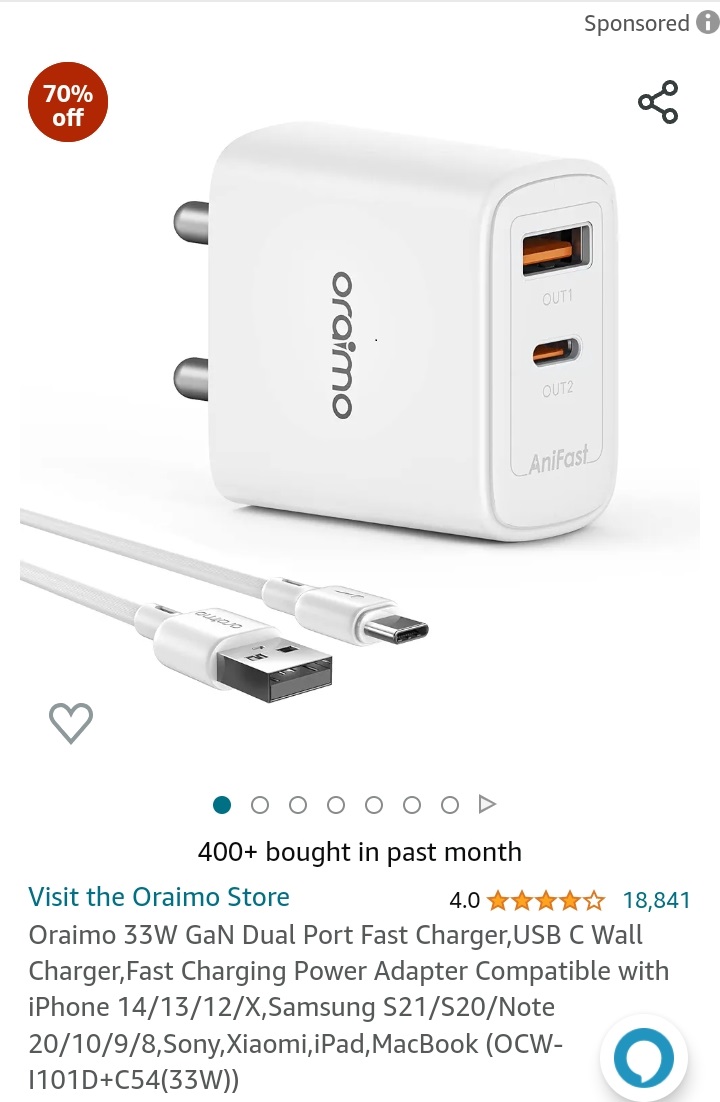 Sponsored
70%
off
oraimo
OUT1
OUT2
AniFast
oraimo
400+ bought in past month
Visit the Oraimo Store
4.0
18,841
Oraimo 33W GaN Dual Port Fast Charger,USB C Wall
Charger,Fast Charging Power Adapter Compatible with
iPhone 14/13/12/X,Samsung S21/S20/Note
20/10/9/8,Sony,Xiaomi,iPad,MacBook (OCW-
I101D+C54(33W))